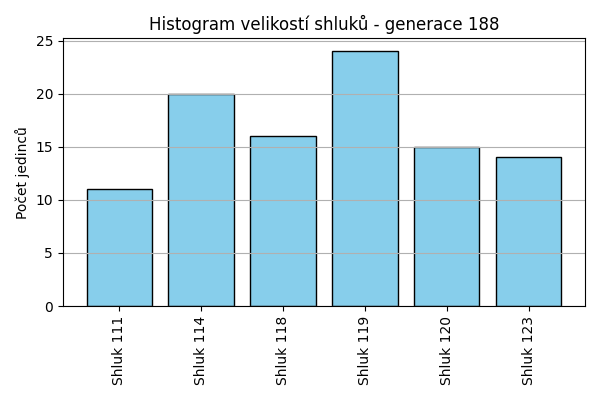 Histogram velikostí shluků - generace 188
Počet jedinců
25
20
15
10
5
0
Shluk 111
Shluk 114
Shluk 118
Shluk 119
Shluk 120
Shluk 123